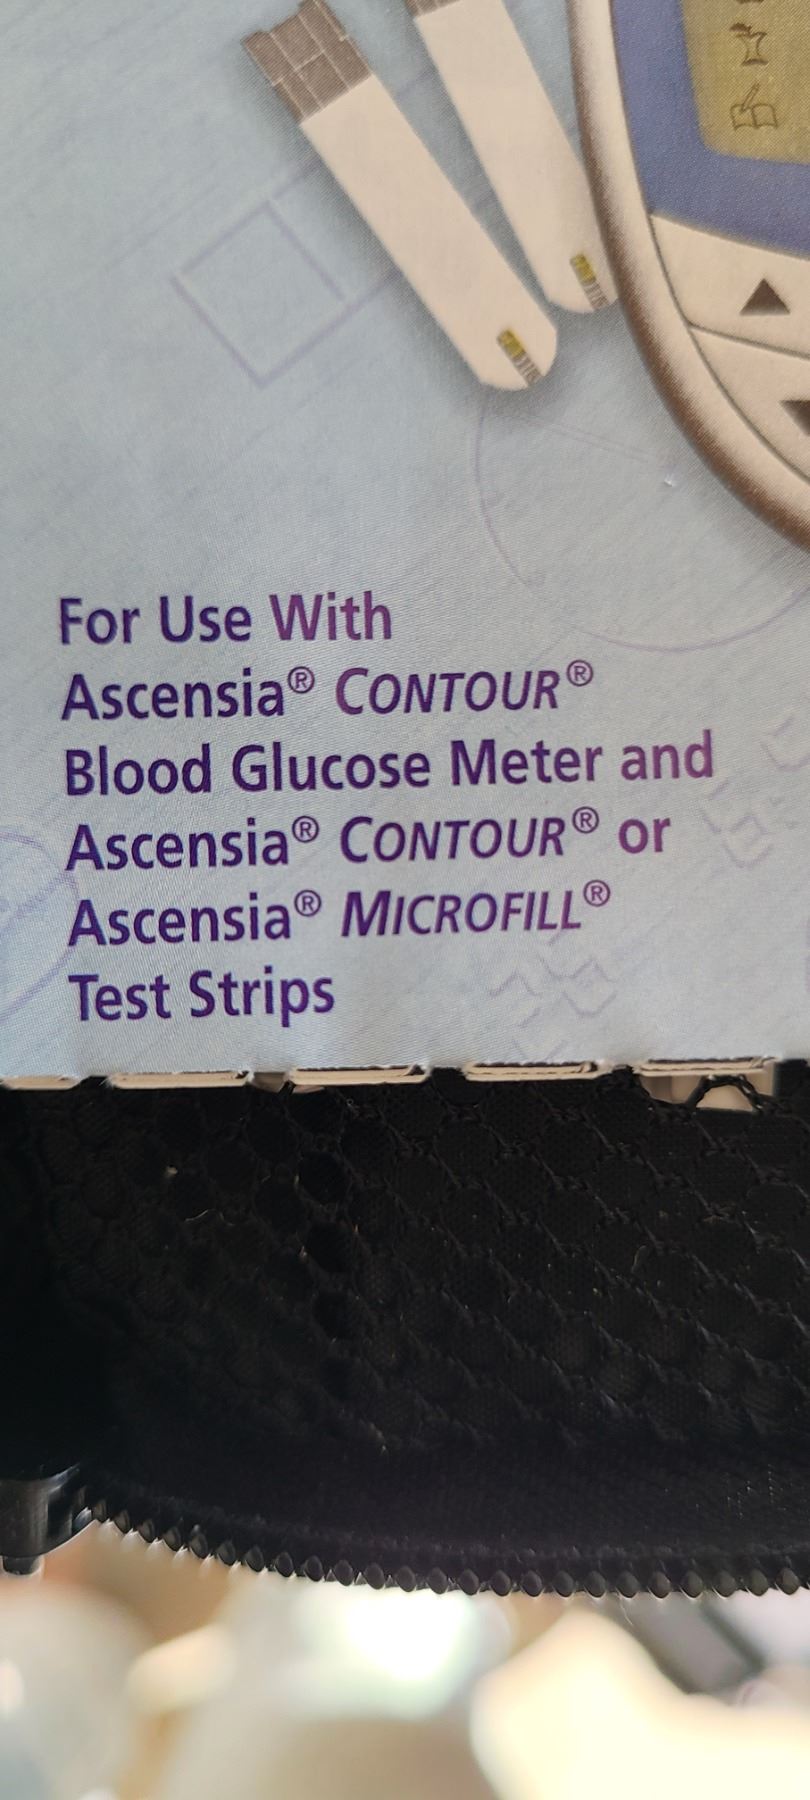 For Use With
Ascensia® CONTOUR®
Blood Glucose Meter and
Ascensia® CONTOUR® or
Ascensia® MICROFILL®
Test Strips